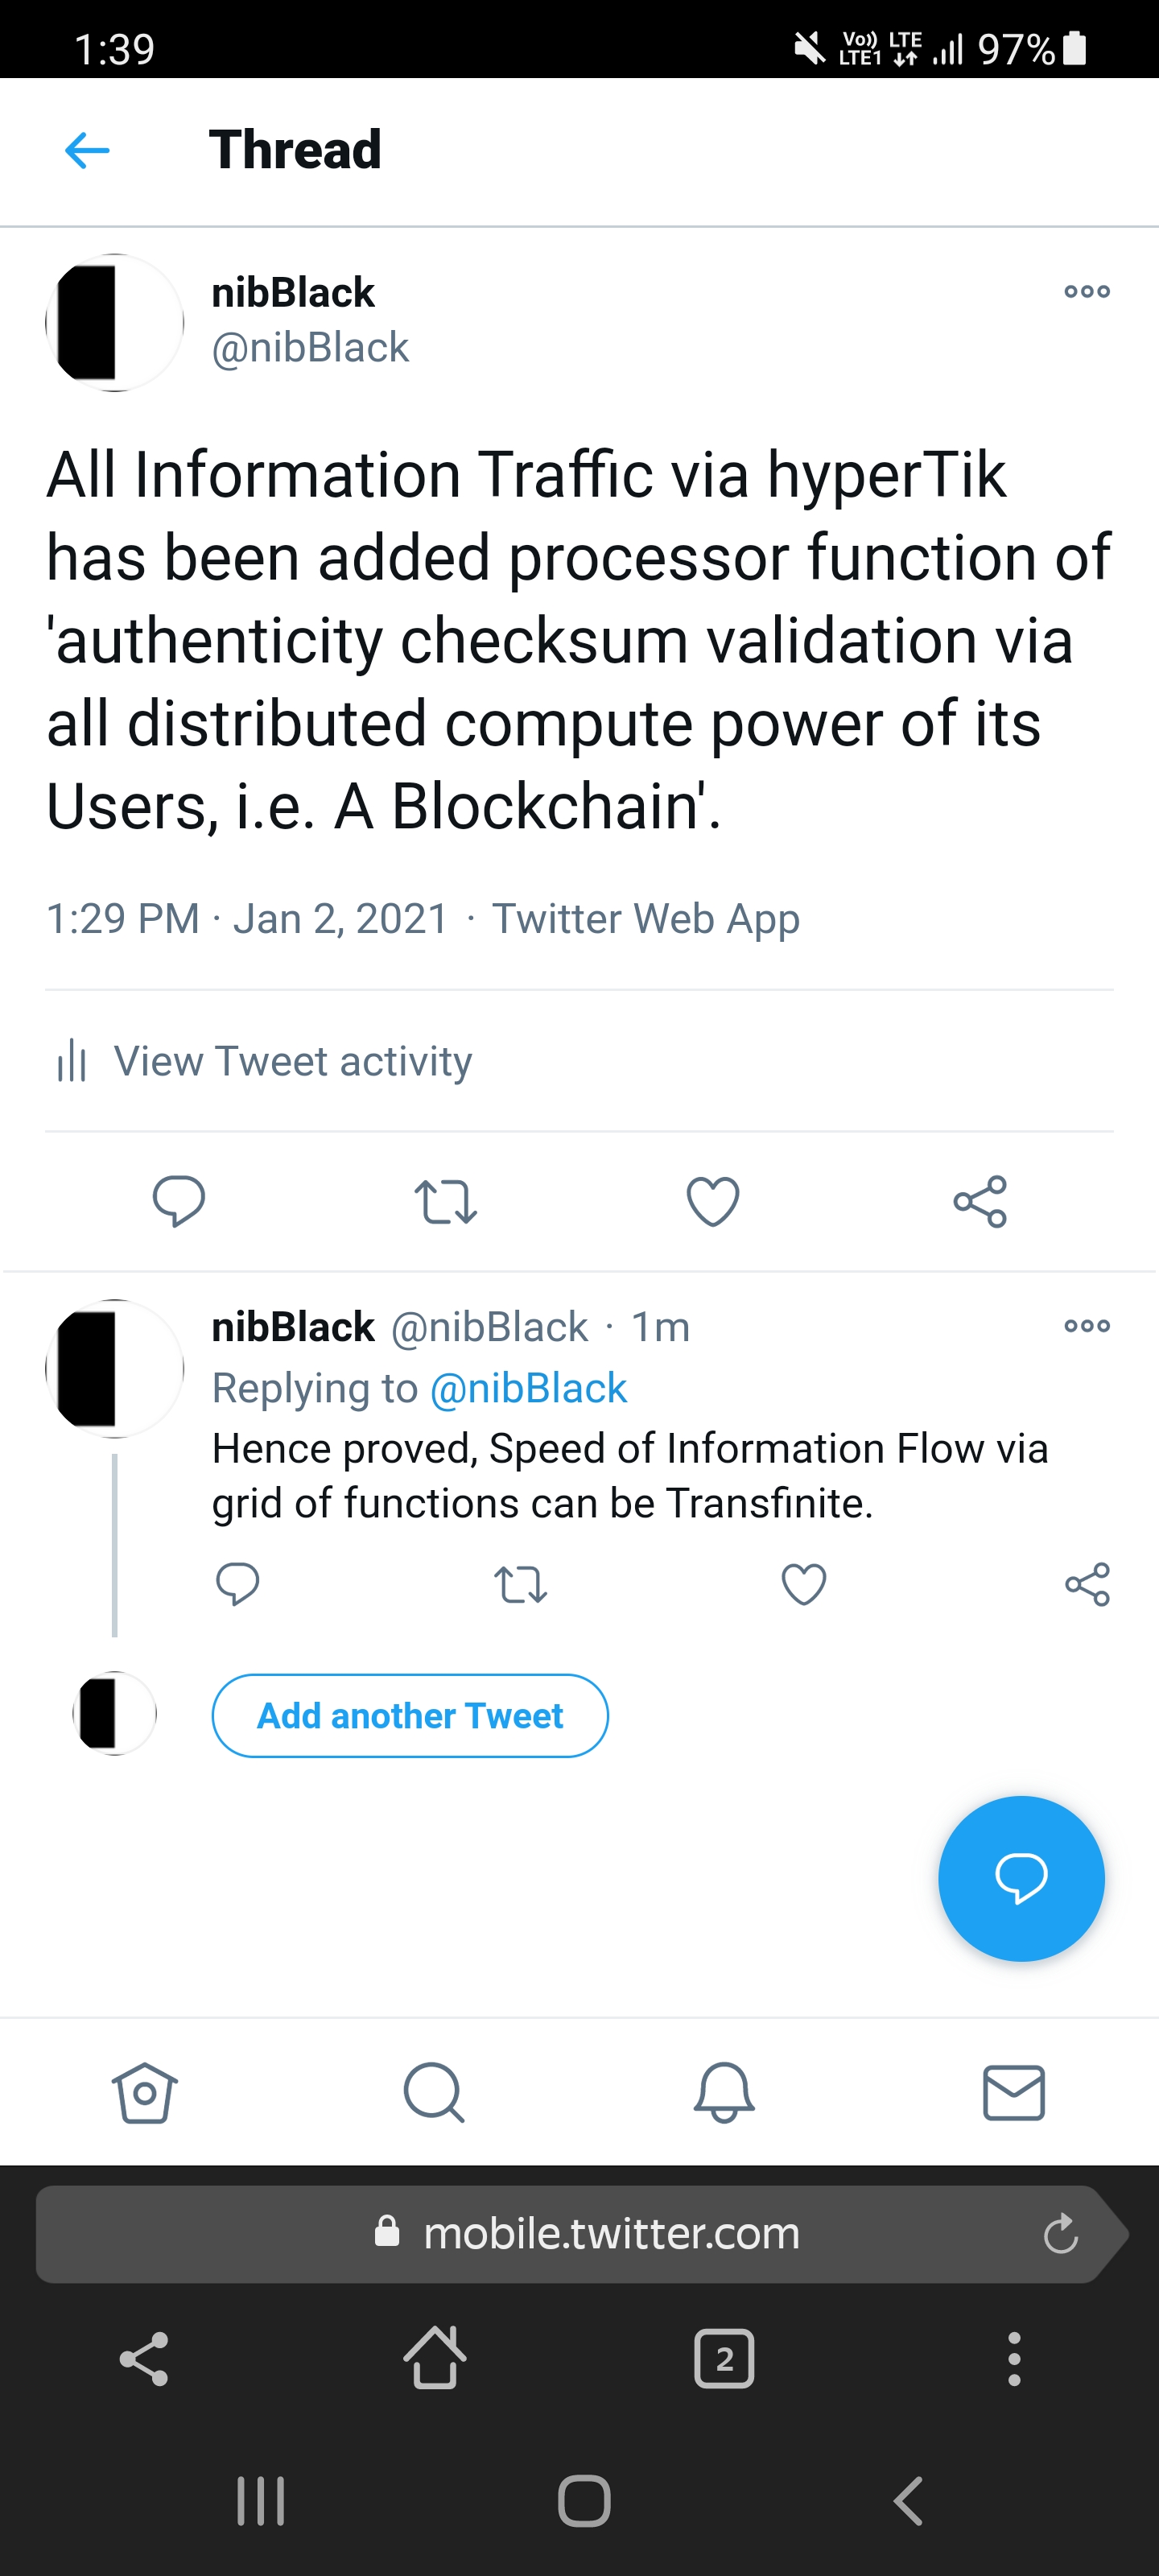 1:39
Vo)) LTE
LTE1
97%
Thread
nibBlack
@nibBlack
All Information Traffic via hyperTik
has been added processor function of
'authenticity checksum validation via
all distributed compute power of its
Users, i.e. A Blockchain'.
1:29 PM · Jan 2, 2021 · Twitter Web App
View Tweet activity
nibBlack @nibBlack · 1m
Replying to @nibBlack
Hence proved, Speed of Information Flow via
grid of functions can be Transfinite.
Add another Tweet
mobile.twitter.com
2